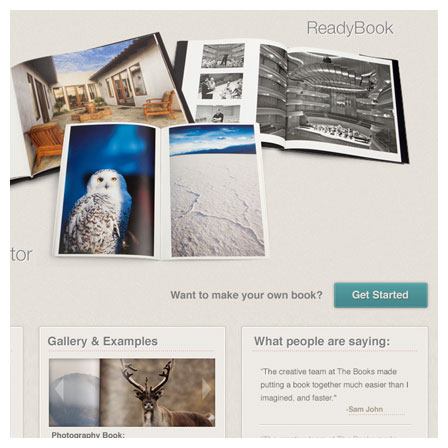 ReadyBook
tor
Want to make your own book?
Get Started
Gallery & Examples
What people are saying:
"The creative team at The Books made
putting a book together much easier than I
imagined, and faster."
-Sam John
Photography Book: